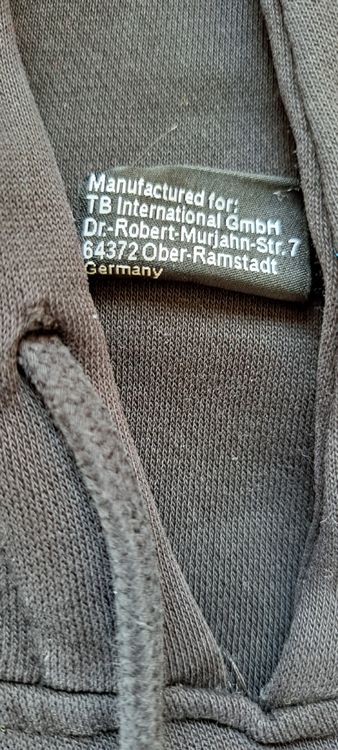 Manufactured for:
TB International GmbH
Dr.-Robert-Murjahn-Str. 7
64372 Ober-Ramstadt
Germany